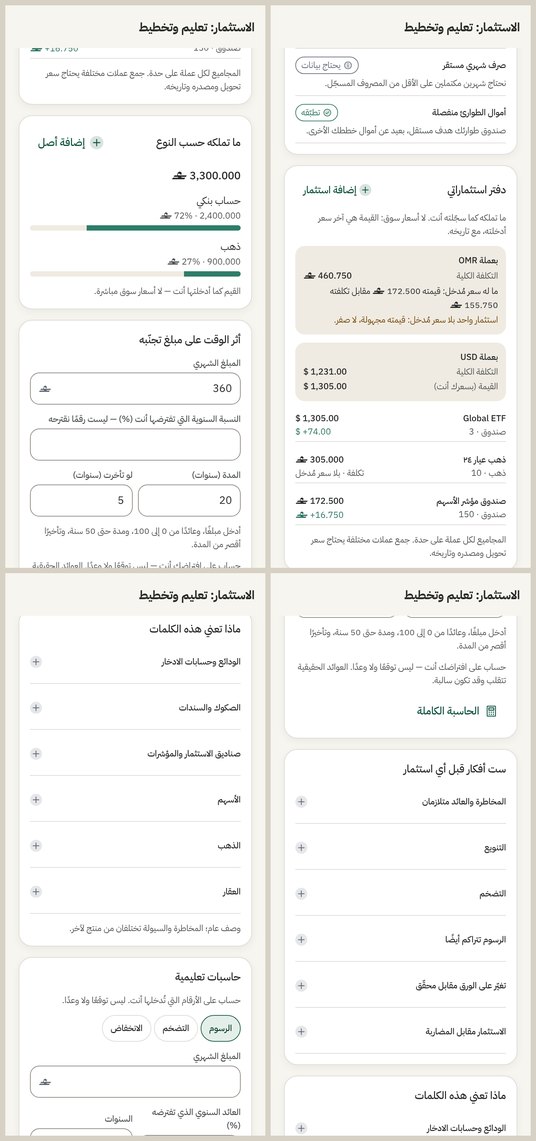 الاستثمار: تعليم وتخطيط
صرف شهري مستقر
يحتاج بيانات
نحتاج شهرين مكتملين على الأقل من المصروف المسجّل.
أموال الطوارئ منفصلة
تطبّقه
صندوق طوارئك هدف مستقل، بعيد عن أموال خططك الأخرى.
دفتر استثماراتي
إضافة استثمار
ما تملكه كما سجّلته أنت. لا أسعار سوق: القيمة هي آخر سعر
أدخلته، مع تاريخه.
بعملة OMR
التكلفة الكلية
460.750
ما له سعر مُدخل: قيمته 172.500 مقابل تكلفته
155.750
استثمار واحد بلا سعر مُدخل: قيمته مجهولة، لا صفر.
بعملة USD
التكلفة الكلية
$ 1,231.00
القيمة (بسعرك أنت)
$ 1,305.00
Global ETF
$ 1,305.00
صندوق · 3
$ +74.00
ذهب عيار ٢٤
305.000
ذهب · 10
تكلفة · بلا سعر مُدخل
صندوق مؤشر الأسهم
172.500
صندوق · 150
+16.750
المجاميع لكل عملة على حدة. جمع عملات مختلفة يحتاج سعر
تحويل ومصدره وتاريخه.
الاستثمار: تعليم وتخطيط
صندوق · 150
+16.750
المجاميع لكل عملة على حدة. جمع عملات مختلفة يحتاج سعر
تحويل ومصدره وتاريخه.
ما تملكه حسب النوع
إضافة أصل
3,300.000
حساب بنكي
2,400.000 · 72%
ذهب
900.000 · 27%
القيم كما أدخلتها أنت — لا أسعار سوق مباشرة.
أثر الوقت على مبلغ تجنّبه
المبلغ الشهري
360
النسبة السنوية التي تفترضها أنت (%) — ليست رقمًا نقترحه
المدة (سنوات)
لو تأخرت (سنوات)
20
5
أدخل مبلغًا، وعائدًا من 0 إلى 100، ومدة حتى 50 سنة، وتأخيرًا
أقصر من المدة.
حساب على افتراضك أنت — ليس توقعًا ولا وعدًا. العوائد الحقيقية
الاستثمار: تعليم وتخطيط
أدخل مبلغًا، وعائدًا من 0 إلى 100، ومدة حتى 50 سنة، وتأخيرًا
أقصر من المدة.
حساب على افتراضك أنت — ليس توقعًا ولا وعدًا. العوائد الحقيقية
تتقلب وقد تكون سالبة.
الحاسبة الكاملة
ست أفكار قبل أي استثمار
المخاطرة والعائد متلازمان
التنويع
التضخم
الرسوم تتراكم أيضًا
تغيّر على الورق مقابل محقّق
الاستثمار مقابل المضاربة
ماذا تعني هذه الكلمات
الودائع وحسابات الادخار
الاستثمار: تعليم وتخطيط
ماذا تعني هذه الكلمات
الودائع وحسابات الادخار
الصكوك والسندات
صناديق الاستثمار والمؤشرات
الأسهم
الذهب
العقار
وصف عام؛ المخاطرة والسيولة تختلفان من منتج لآخر.
حاسبات تعليمية
حساب على الأرقام التي تُدخلها أنت. ليس توقعًا ولا وعدًا.
الرسوم
التضخم
الانخفاض
المبلغ الشهري
العائد السنوي الذي تفترضه
(%)
السنوات